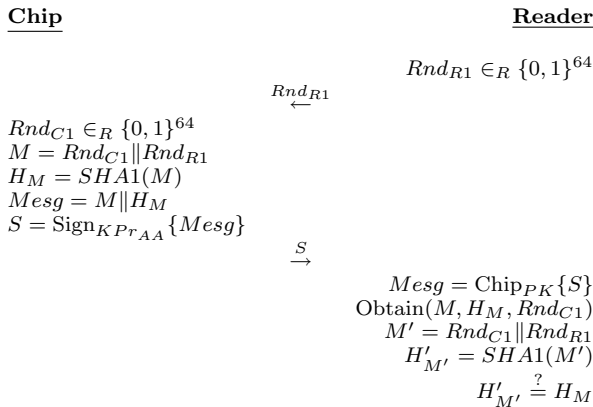 Chip Reader
Rnd_{R1} ∈_R {0, 1}^{64}
Rnd_{R1}
←
Rnd_{C1} ∈_R {0, 1}^{64}
M = Rnd_{C1}‖Rnd_{R1}
H_M = SHA1(M)
Mesg = M‖H_M
S = Sign_{KPr_{AA}}{Mesg}
S
→
Mesg = Chip_{PK}{S}
Obtain(M, H_M, Rnd_{C1})
M′ = Rnd_{C1}‖Rnd_{R1}
H′_{M′} = SHA1(M′)
H′_{M′} ≟ H_M